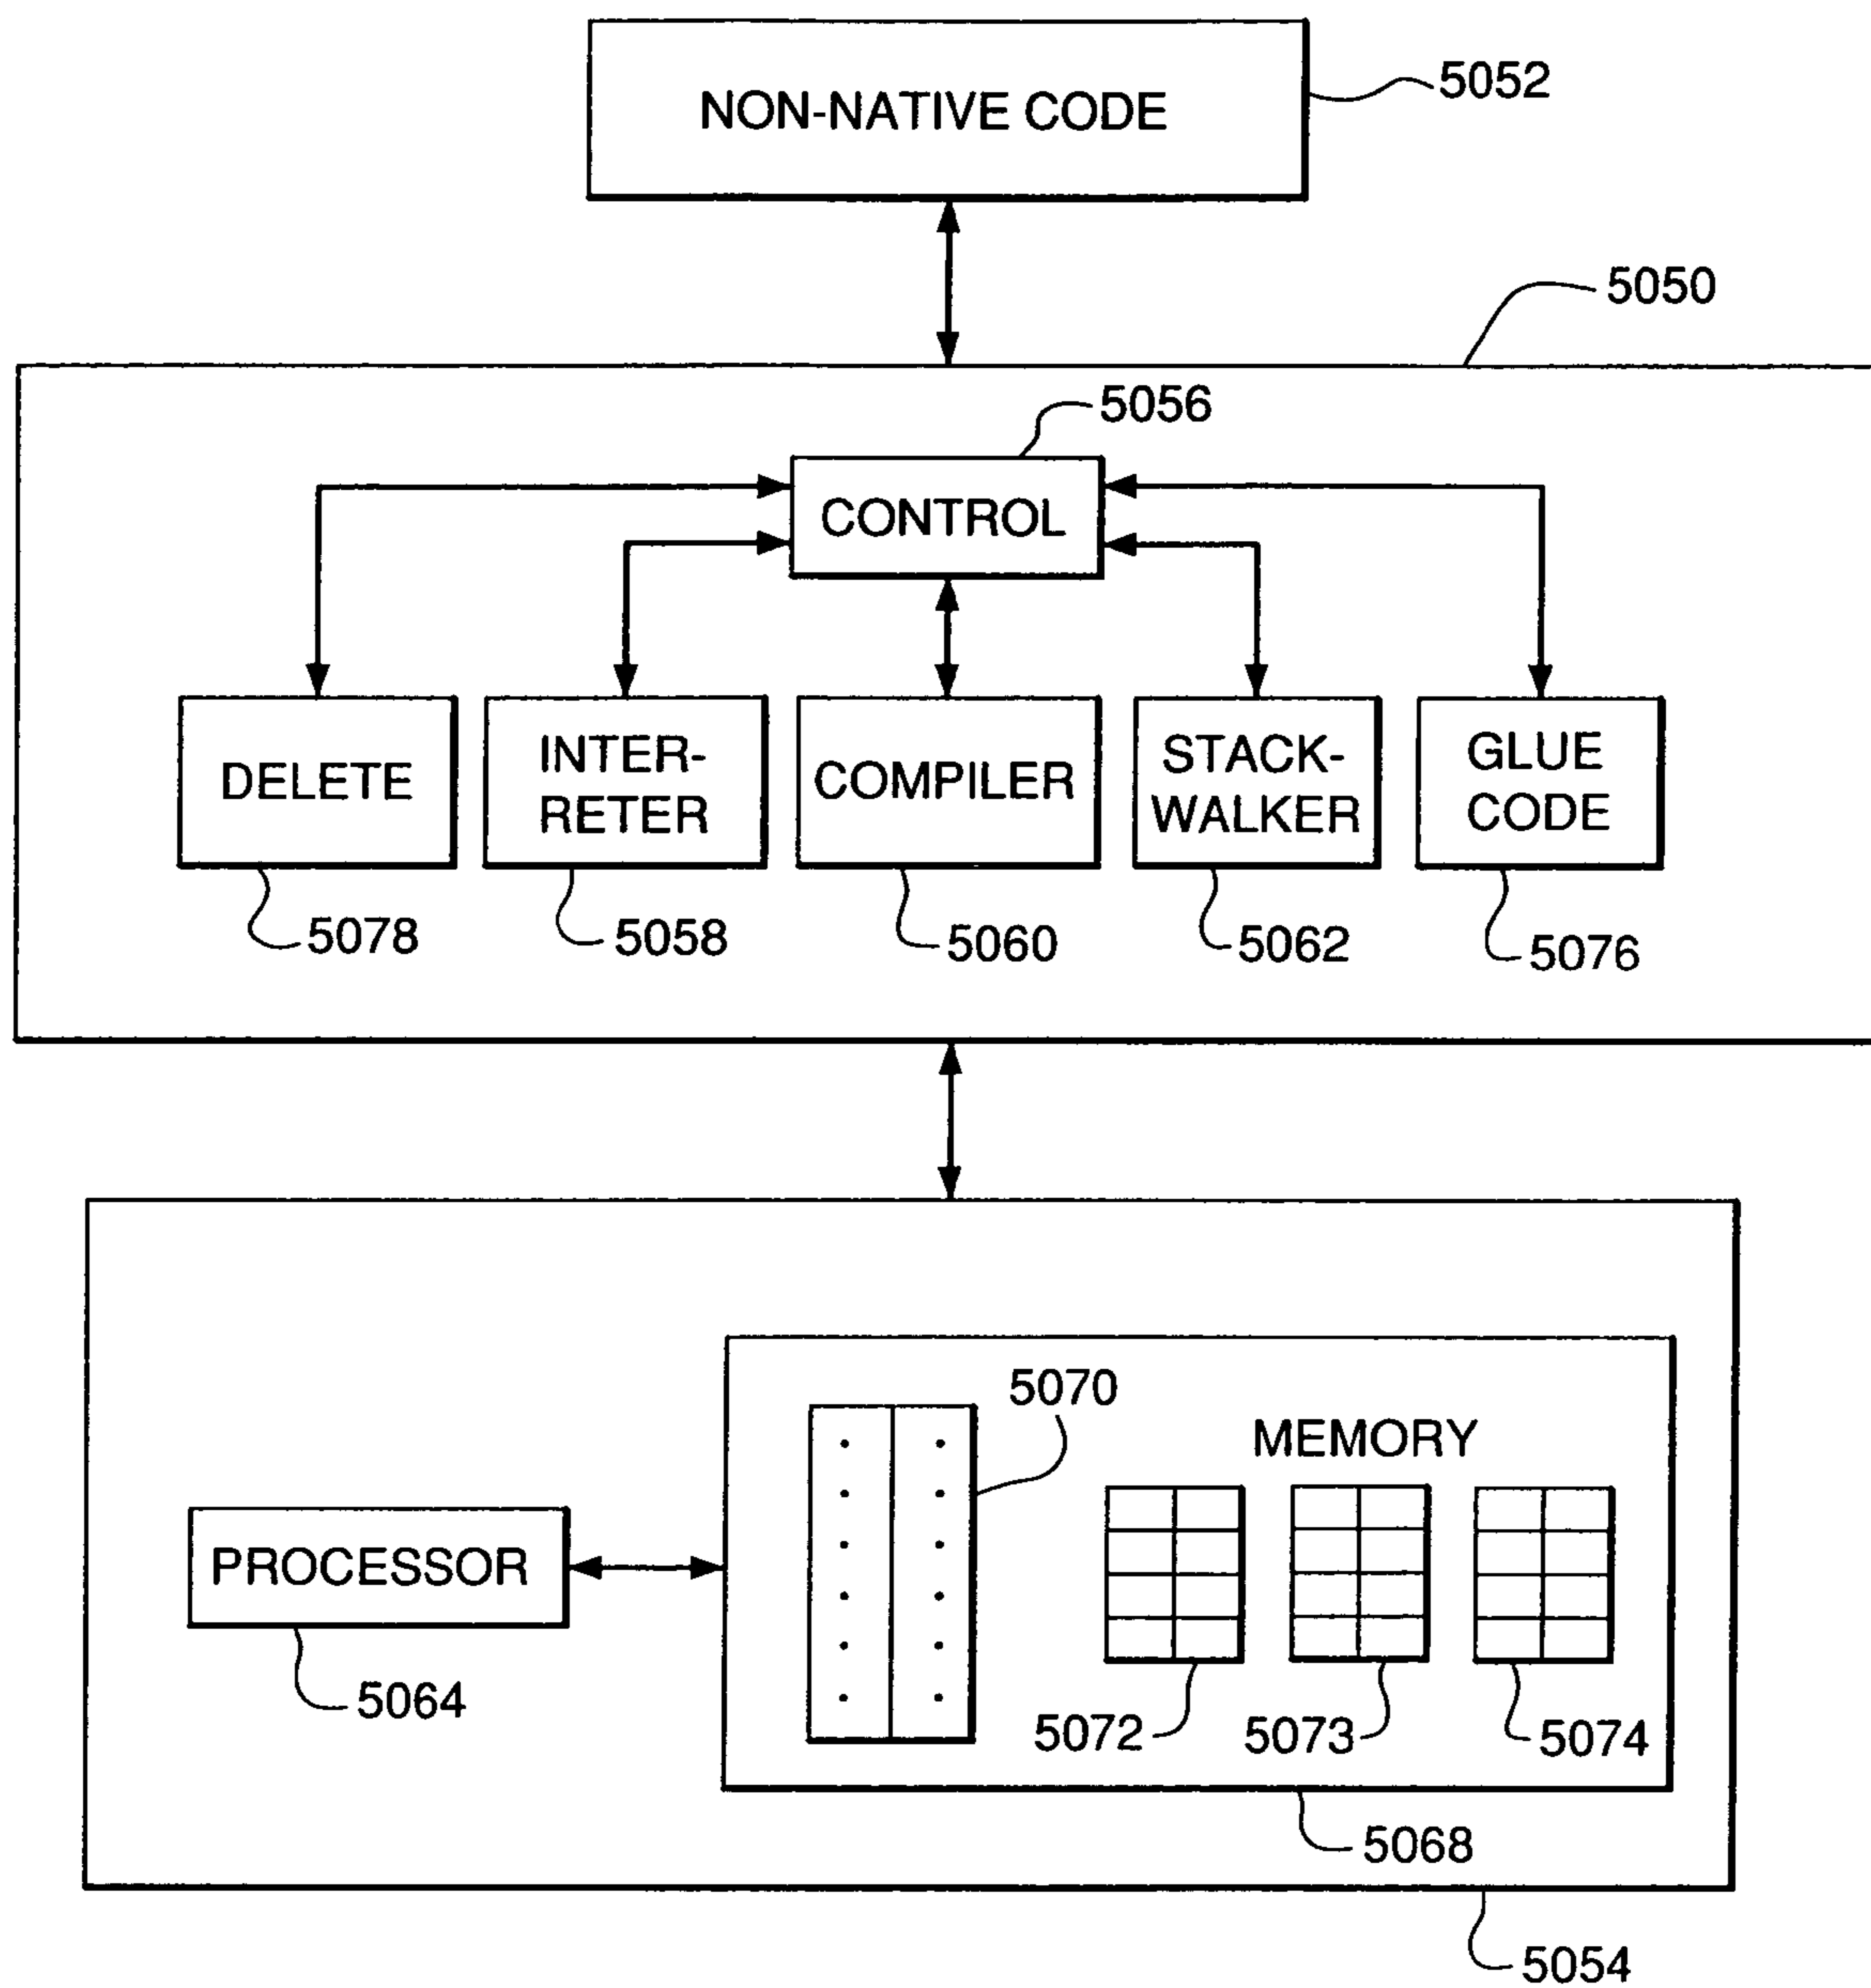 NON-NATIVE CODE
5052
5050
5056
CONTROL
DELETE
INTER-
RETER
COMPILER
STACK-
WALKER
GLUE
CODE
5078
5058
5060
5062
5076
5070
MEMORY
PROCESSOR
5064
5072
5073
5074
5068
5054